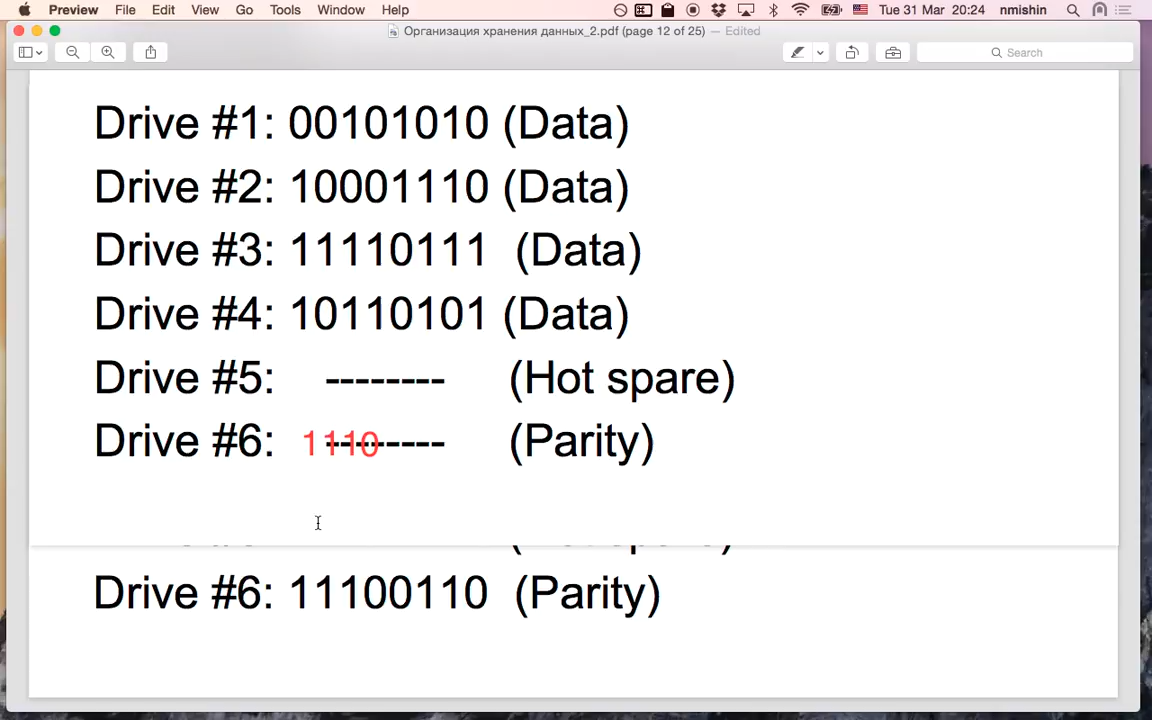 Preview File Edit View Go Tools Window Help Tue 31 Mar 20:24 nmishin
Организация хранения данных_2.pdf (page 12 of 25) — Edited
Search
Drive #1: 00101010 (Data)
Drive #2: 10001110 (Data)
Drive #3: 11110111 (Data)
Drive #4: 10110101 (Data)
Drive #5: -------- (Hot spare)
Drive #6: 1110 -------- (Parity)
Drive #6: 11100110 (Parity)